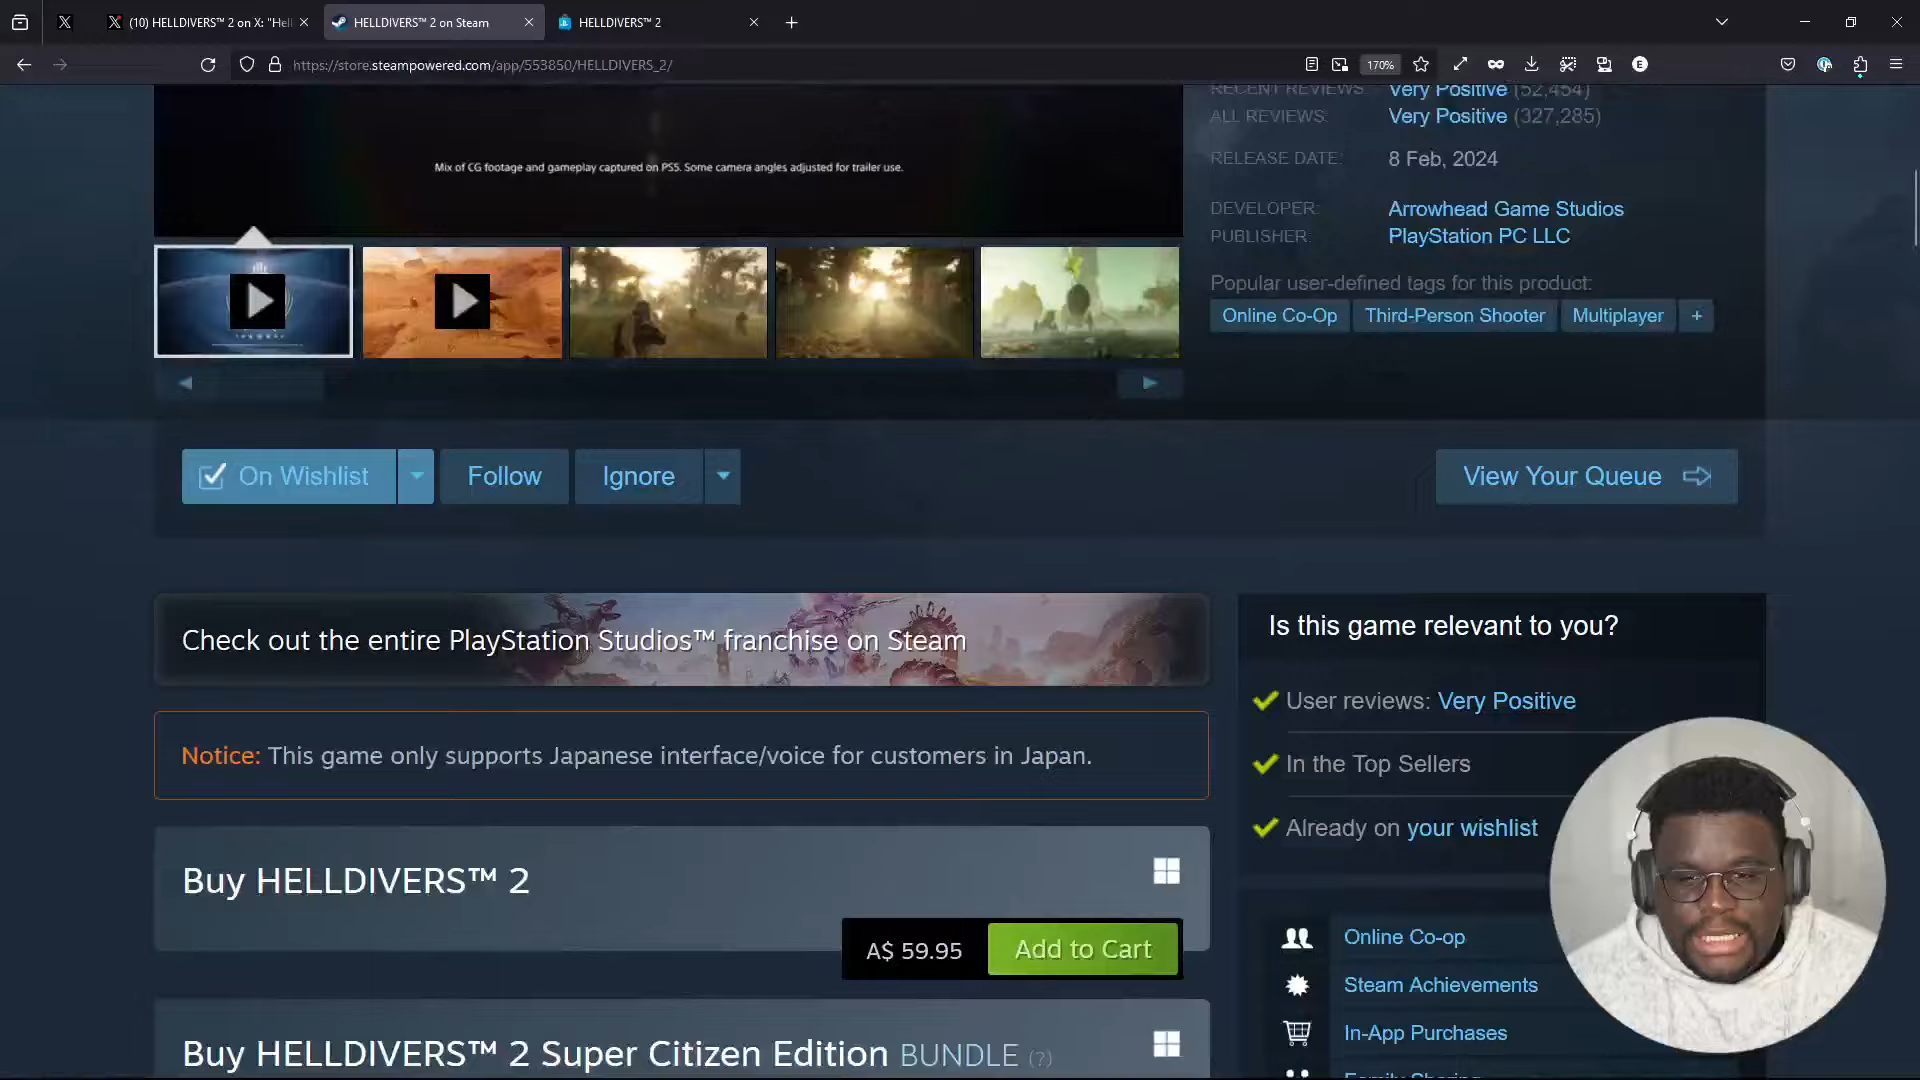 (10) HELLDIVERS™ 2 on X: "Hell
HELLDIVERS™ 2 on Steam
HELLDIVERS™ 2
https://store.steampowered.com/app/553850/HELLDIVERS_2/
170%
E
Mix of CG footage and gameplay captured on PS5. Some camera angles adjusted for trailer use.
RECENT REVIEWS: Very Positive (52,454)
ALL REVIEWS: Very Positive (327,285)
RELEASE DATE: 8 Feb, 2024
DEVELOPER: Arrowhead Game Studios
PUBLISHER: PlayStation PC LLC
Popular user-defined tags for this product:
Online Co-Op Third-Person Shooter Multiplayer +
On Wishlist Follow Ignore View Your Queue
Check out the entire PlayStation Studios™ franchise on Steam
Notice: This game only supports Japanese interface/voice for customers in Japan.
Buy HELLDIVERS™ 2
A$ 59.95 Add to Cart
Buy HELLDIVERS™ 2 Super Citizen Edition BUNDLE (?)
Is this game relevant to you?
User reviews: Very Positive
In the Top Sellers
Already on your wishlist
Online Co-op
Steam Achievements
In-App Purchases
Family Sharing